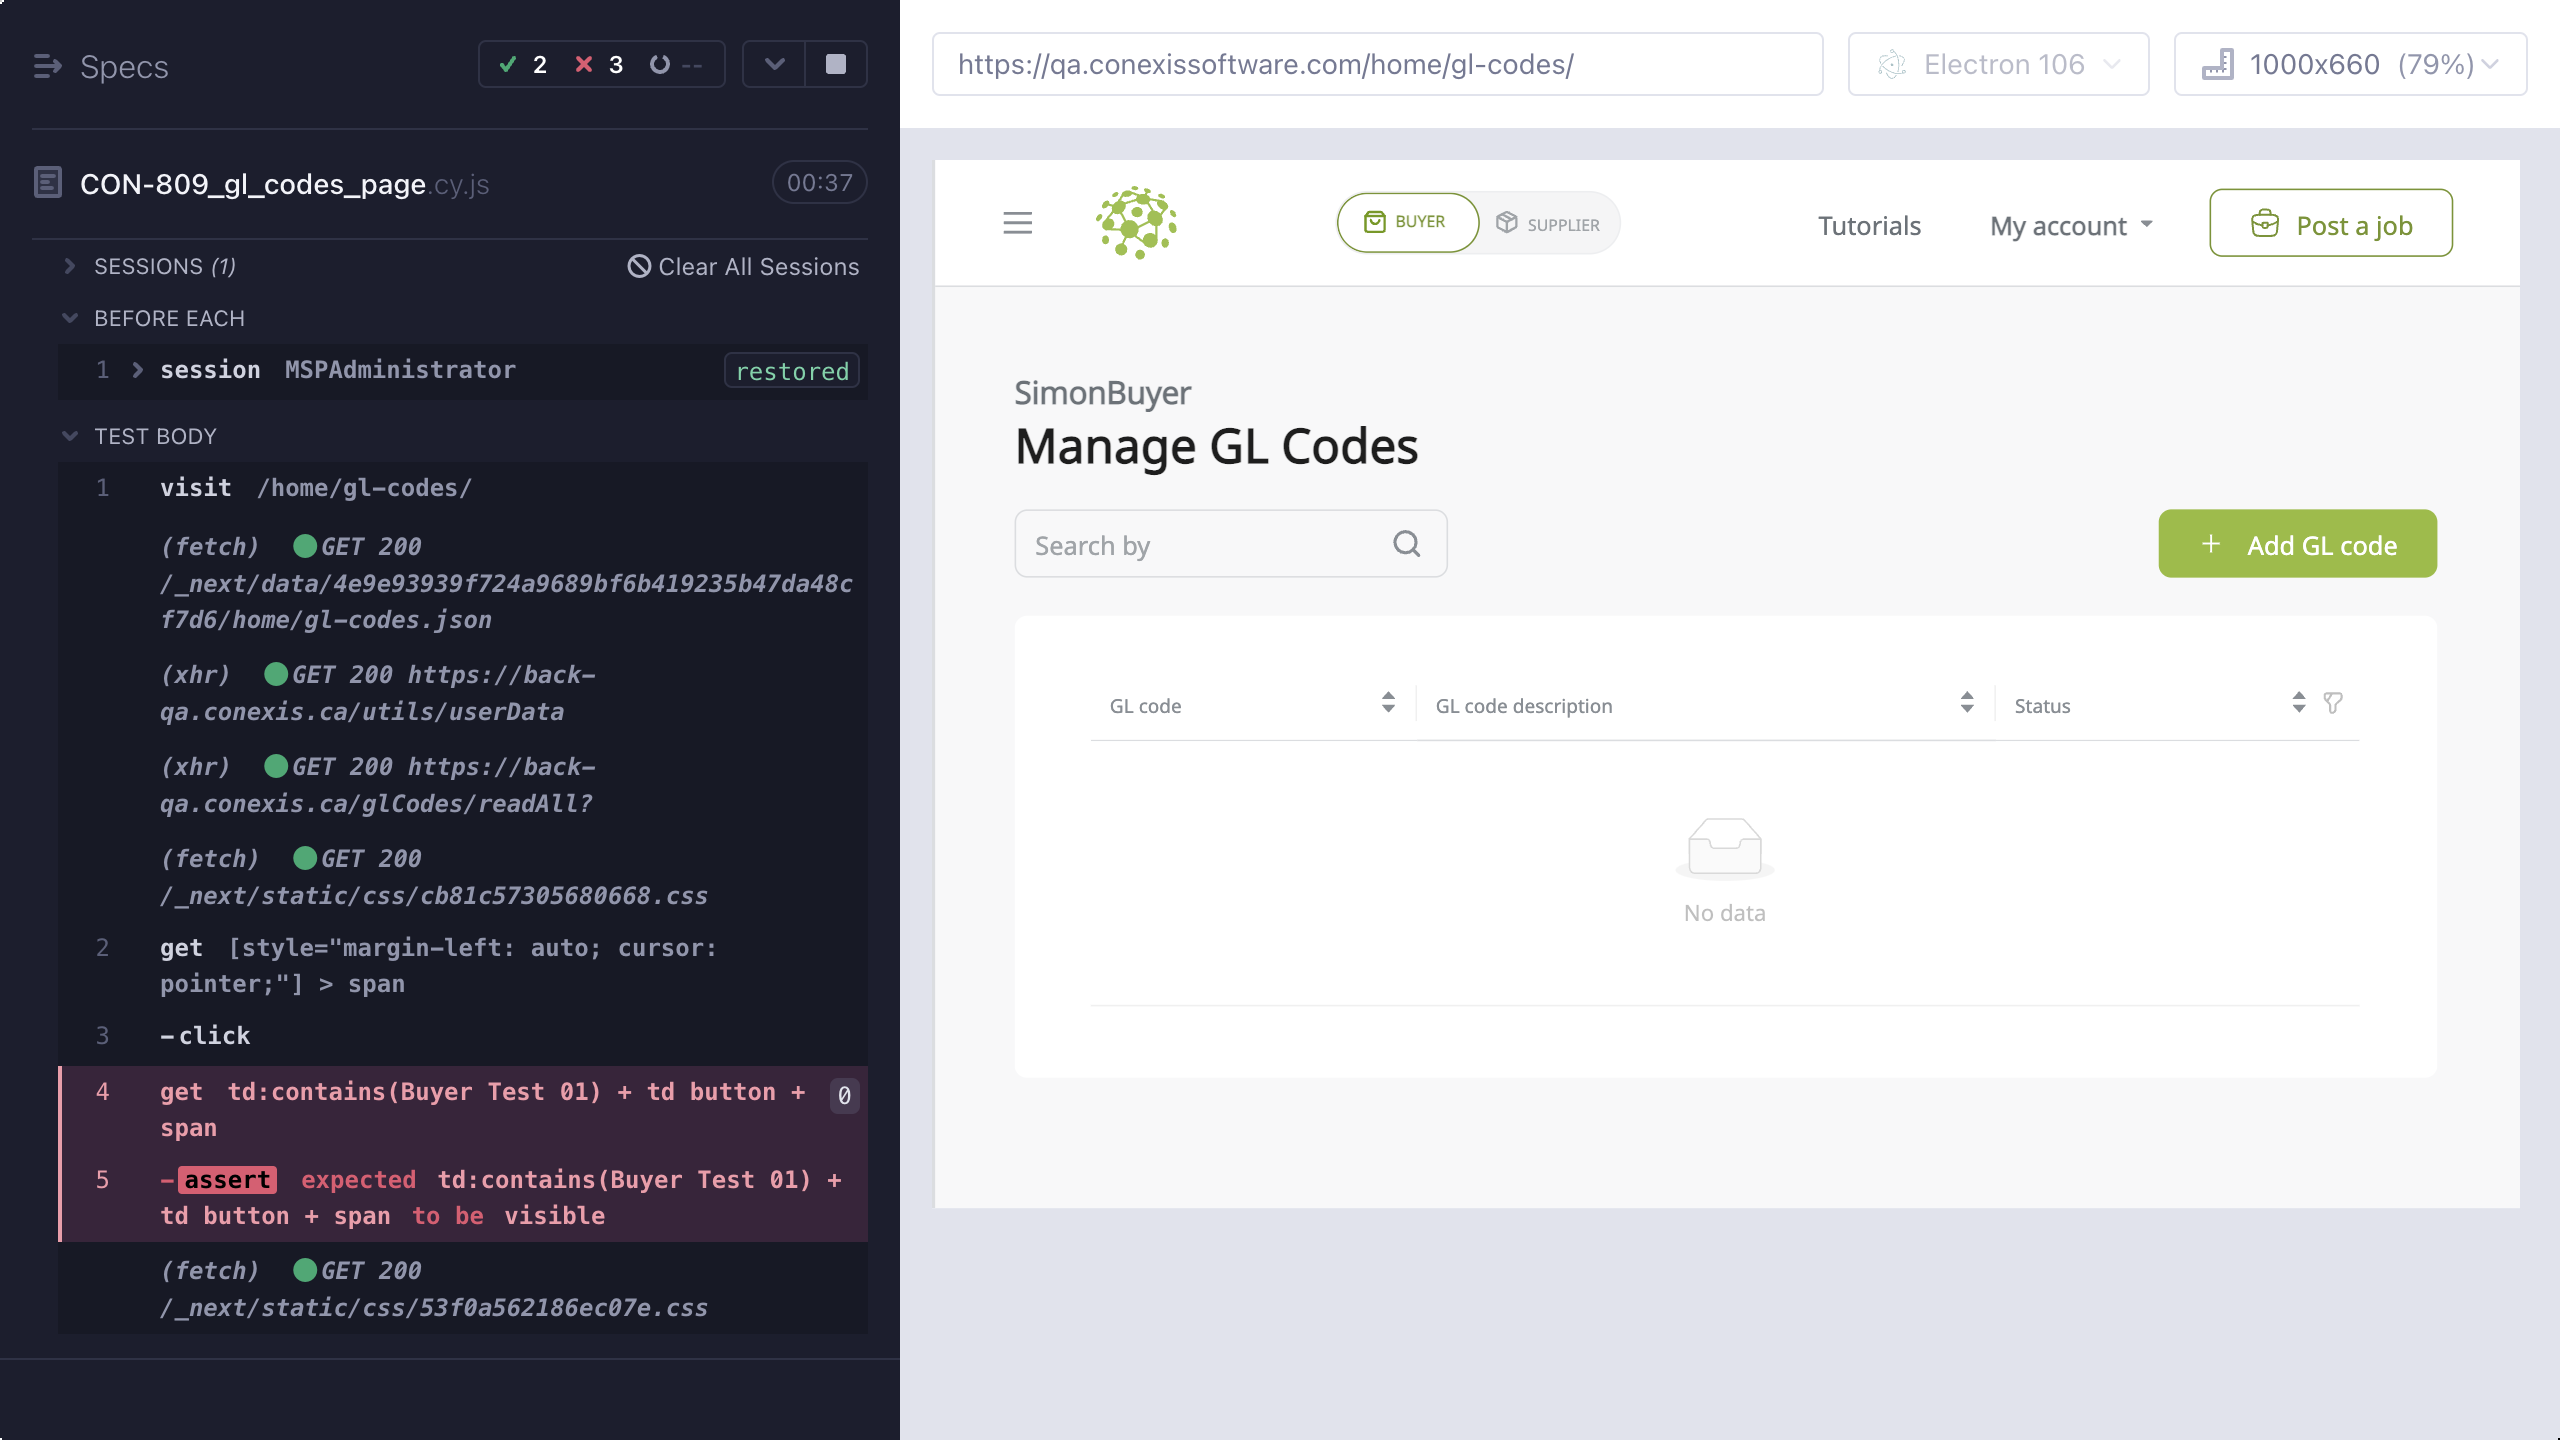 Specs
2
3
--
CON-809_gl_codes_page.cy.js
00:37
SESSIONS (1)
Clear All Sessions
BEFORE EACH
1 session MSPAdministrator restored
TEST BODY
1 visit /home/gl-codes/
(fetch) GET 200
/_next/data/4e9e93939f724a9689bf6b419235b47da48c
f7d6/home/gl-codes.json
(xhr) GET 200 https://back-
qa.conexis.ca/utils/userData
(xhr) GET 200 https://back-
qa.conexis.ca/glCodes/readAll?
(fetch) GET 200
/_next/static/css/cb81c57305680668.css
2 get [style="margin-left: auto; cursor:
pointer;"] > span
3 -click
4 get td:contains(Buyer Test 01) + td button + 0
span
5 -assert expected td:contains(Buyer Test 01) +
td button + span to be visible
(fetch) GET 200
/_next/static/css/53f0a562186ec07e.css
https://qa.conexissoftware.com/home/gl-codes/
Electron 106
1000x660 (79%)
BUYER
SUPPLIER
Tutorials
My account
Post a job
SimonBuyer
Manage GL Codes
Search by
+ Add GL code
GL code
GL code description
Status
No data